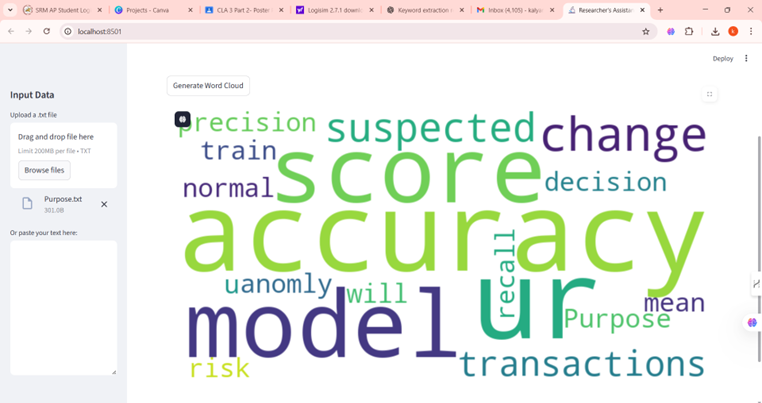 SRM AP Student Log
Projects - Canva
CLA 3 Part 2- Poster
Logisim 2.7.1 downl
Keyword extraction
Inbox (4,105) - kalya
Researcher's Assistan
localhost:8501
Deploy
Input Data
Upload a .txt file
Drag and drop file here
Limit 200MB per file • TXT
Browse files
Purpose.txt
301.0B
Or paste your text here:
Generate Word Cloud
precision
suspected
change
train
score
normal
decision
accuracy
recall
uanomly
will
ur
mean
model
Purpose
risk
transactions